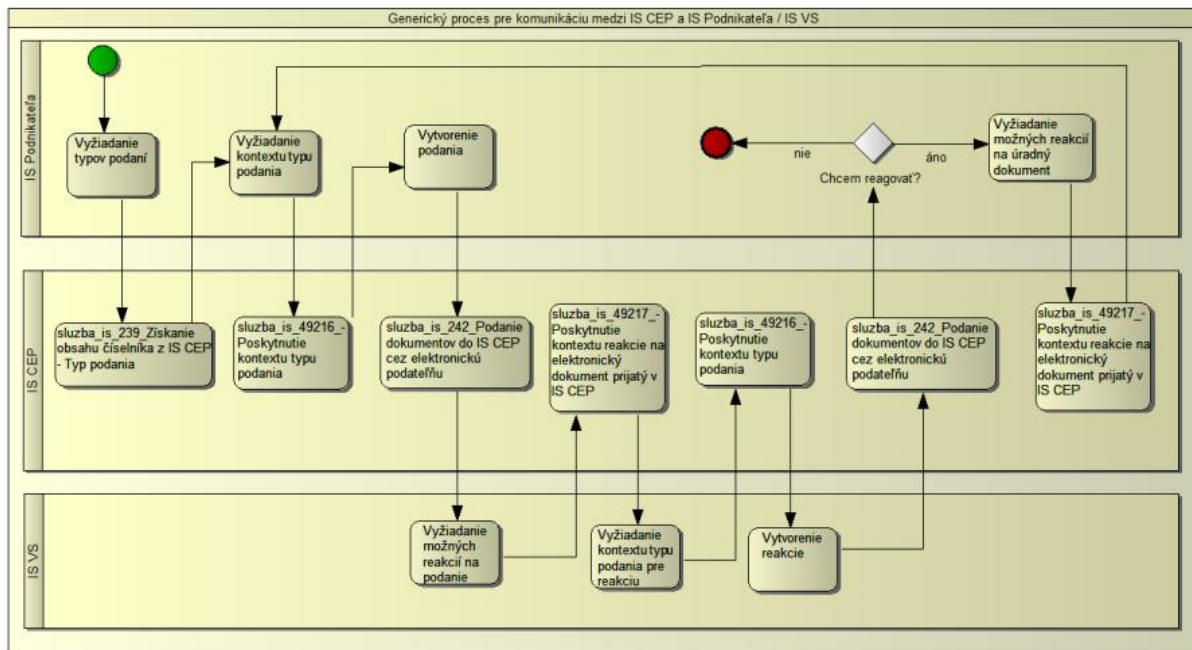 Generický proces pre komunikáciu medzi IS CEP a IS Podnikateľa / IS VS
IS Podnikateľa
Vyžiadanie
typov podaní
Vyžiadanie
kontextu typu
podania
Vytvorenie
podania
nie
Chcem reagovať?
áno
Vyžiadanie
možných reakcií
na úradný
dokument
IS CEP
sluzba_is_239_Získanie
obsahu číselníka z IS CEP
- Typ podania
sluzba_is_49216_-
Poskytnutie
kontextu typu
podania
sluzba_is_242_Podanie
dokumentov do IS CEP
cez elektronickú
podateľňu
sluzba_is_49217_-
Poskytnutie
kontextu reakcie na
elektronický
dokument prijatý v
IS CEP
sluzba_is_49216_-
Poskytnutie
kontextu typu
podania
sluzba_is_242_Podanie
dokumentov do IS CEP
cez elektronickú
podateľňu
sluzba_is_49217_-
Poskytnutie
kontextu reakcie na
elektronický
dokument prijatý v
IS CEP
IS VS
Vyžiadanie
možných
reakcií na
podanie
Vyžiadanie
kontextu typu
podania pre
reakciu
Vytvorenie
reakcie